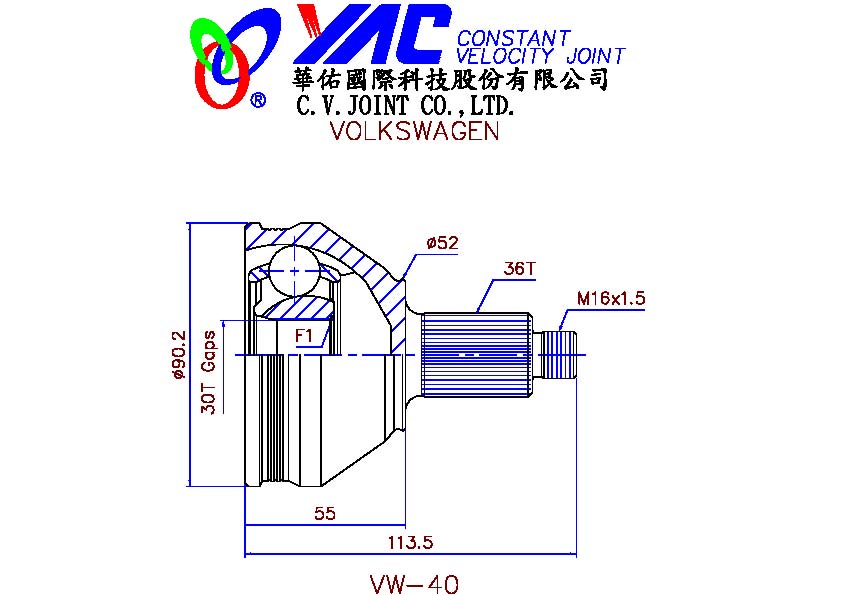 YAC CONSTANT
VELOCITY JOINT
華佑國際科技股份有限公司
®
C.V.JOINT CO.,LTD.
VOLKSWAGEN
ø52
36T
M16x1.5
F1
ø90.2
30T Gaps
55
113.5
VW-40